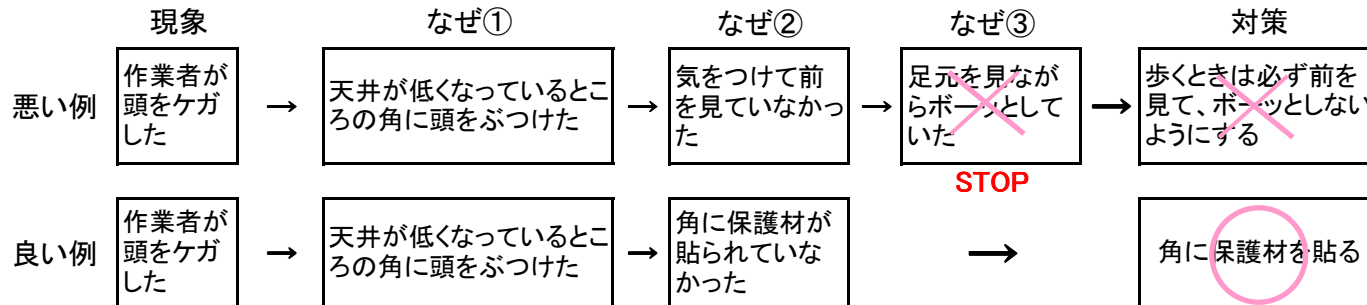 現象
なぜ①
なぜ②
なぜ③
対策
悪い例
作業者が
頭をケガ
した
→
天井が低くなっているとこ
ろの角に頭をぶつけた
→
気をつけて前
を見ていなかっ
た
→
足元を見なが
らボーッとして
いた
→
歩くときは必ず前を
見て、ボーッとしない
ようにする
STOP
良い例
作業者が
頭をケガ
した
→
天井が低くなっているとこ
ろの角に頭をぶつけた
→
角に保護材が
貼られていな
かった
→
角に保護材を貼る